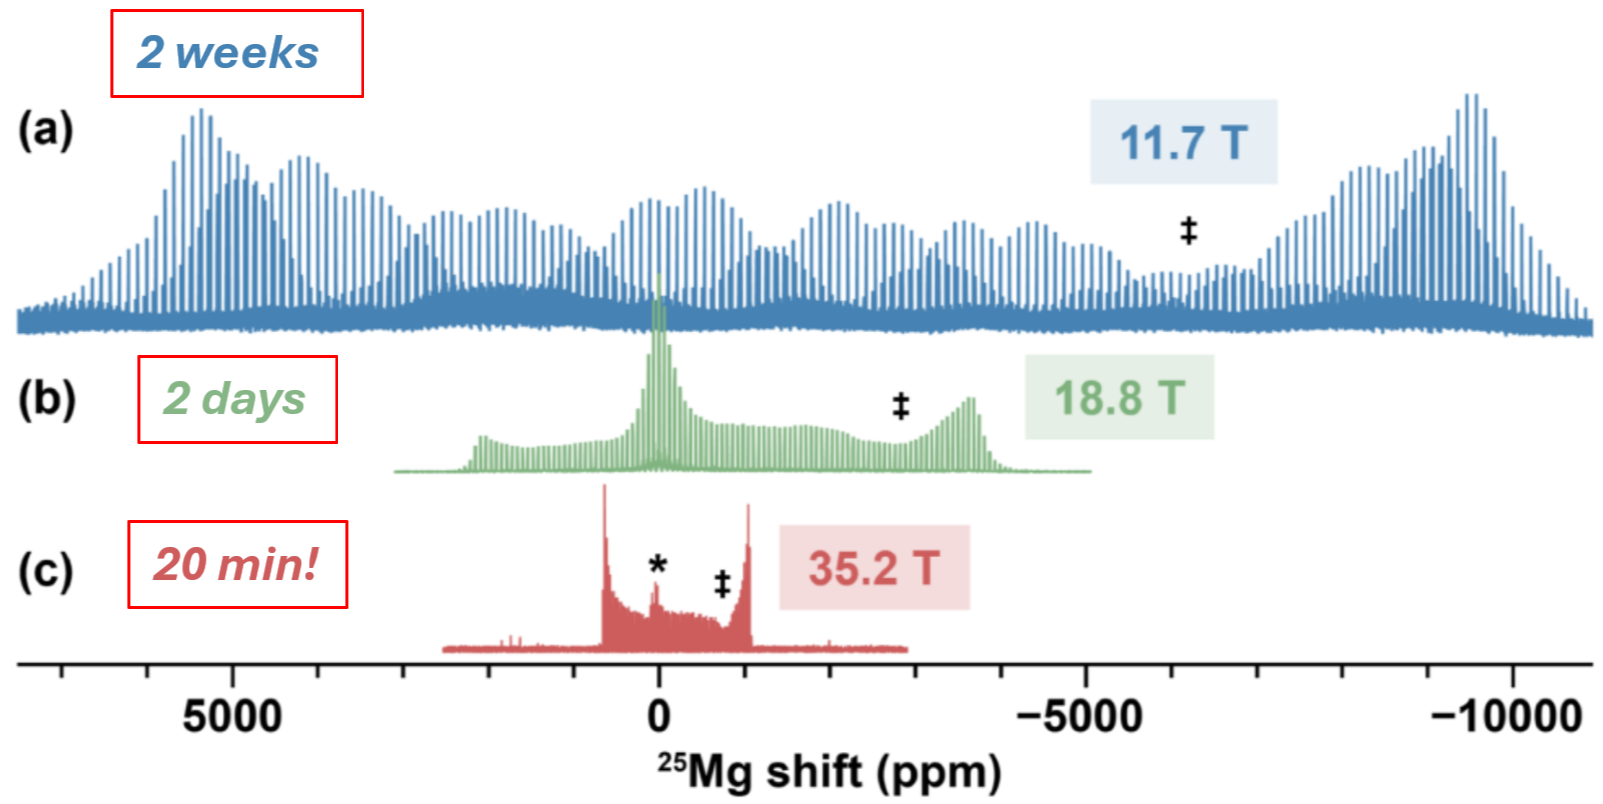 2 weeks
(a)
11.7 T
‡
(b)
2 days
‡
18.8 T
(c)
20 min!
*
‡
35.2 T
5000
0
−5000
−10000
²⁵Mg shift (ppm)